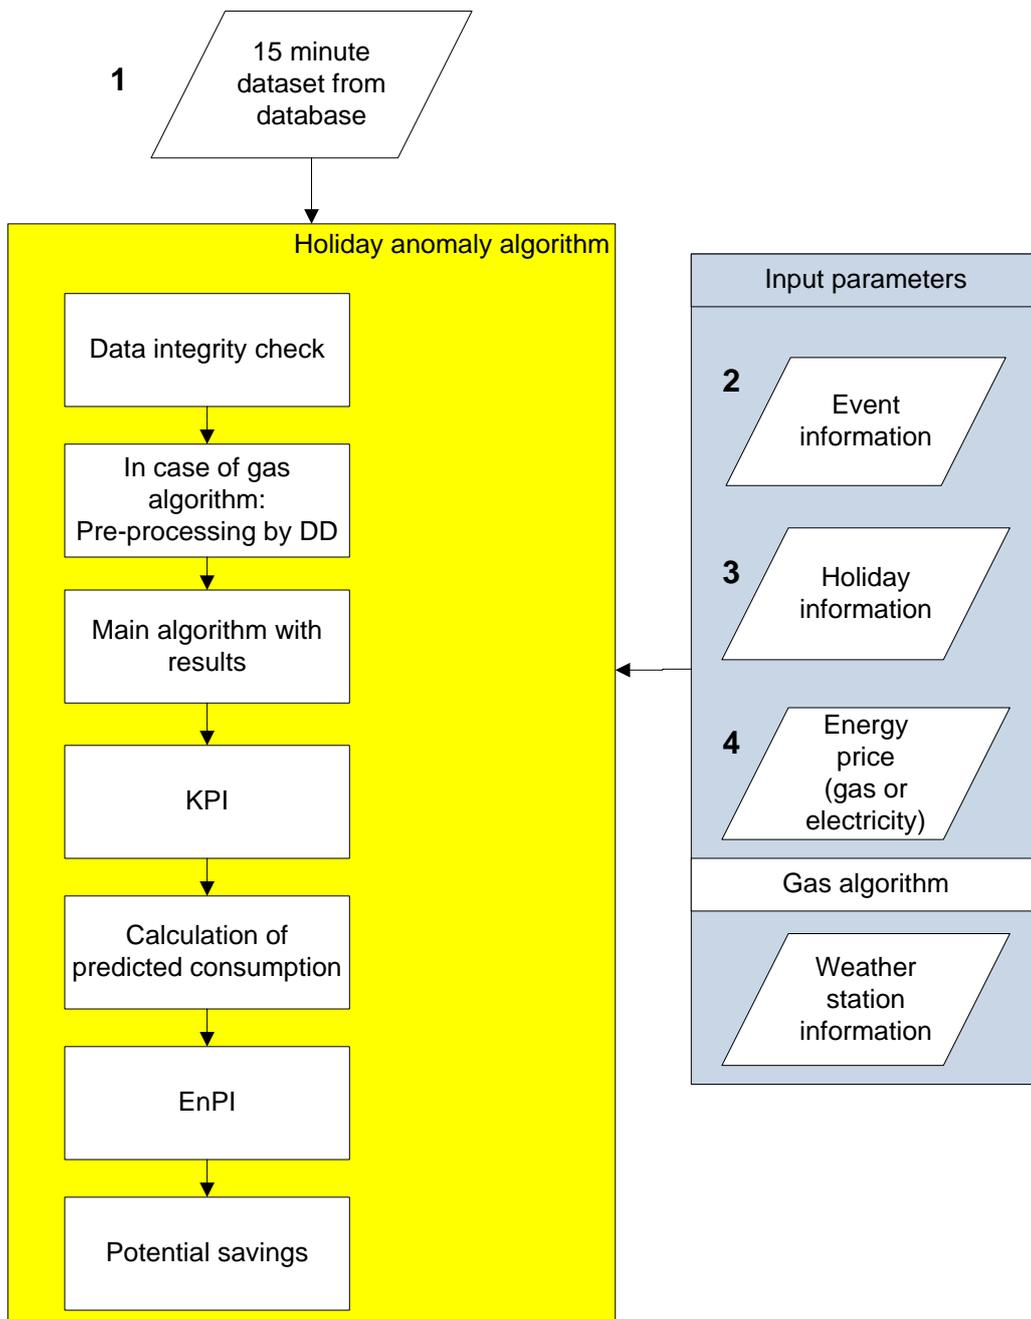 1
15 minute
dataset from
database
Holiday anomaly algorithm
Data integrity check
In case of gas
algorithm:
Pre-processing by DD
Main algorithm with
results
KPI
Calculation of
predicted consumption
EnPI
Potential savings
Input parameters
2
Event
information
3
Holiday
information
4
Energy
price
(gas or
electricity)
Gas algorithm
Weather
station
information